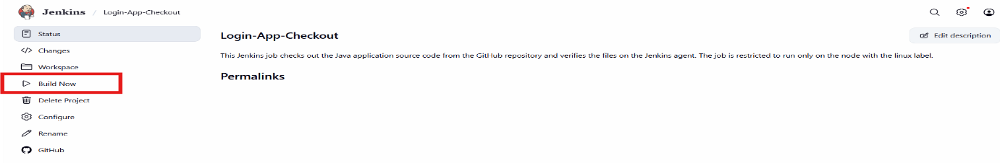 Jenkins / Login-App-Checkout
Status
Changes
Workspace
Build Now
Delete Project
Configure
Rename
GitHub
Login-App-Checkout
Edit description
This Jenkins job checks out the Java application source code from the GitHub repository and verifies the files on the Jenkins agent. The job is restricted to run only on the node with the linux label.
Permalinks